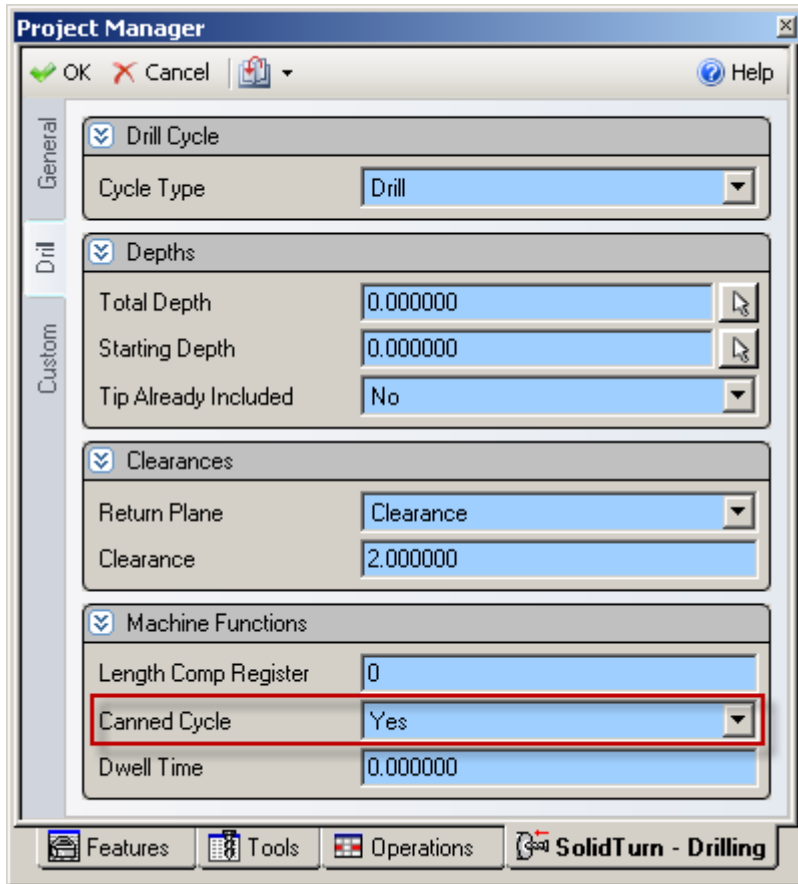 Project Manager
OK Cancel Help
General
Drill
Custom
Drill Cycle
Cycle Type Drill
Depths
Total Depth 0.000000
Starting Depth 0.000000
Tip Already Included No
Clearances
Return Plane Clearance
Clearance 2.000000
Machine Functions
Length Comp Register 0
Canned Cycle Yes
Dwell Time 0.000000
Features Tools Operations SolidTurn - Drilling